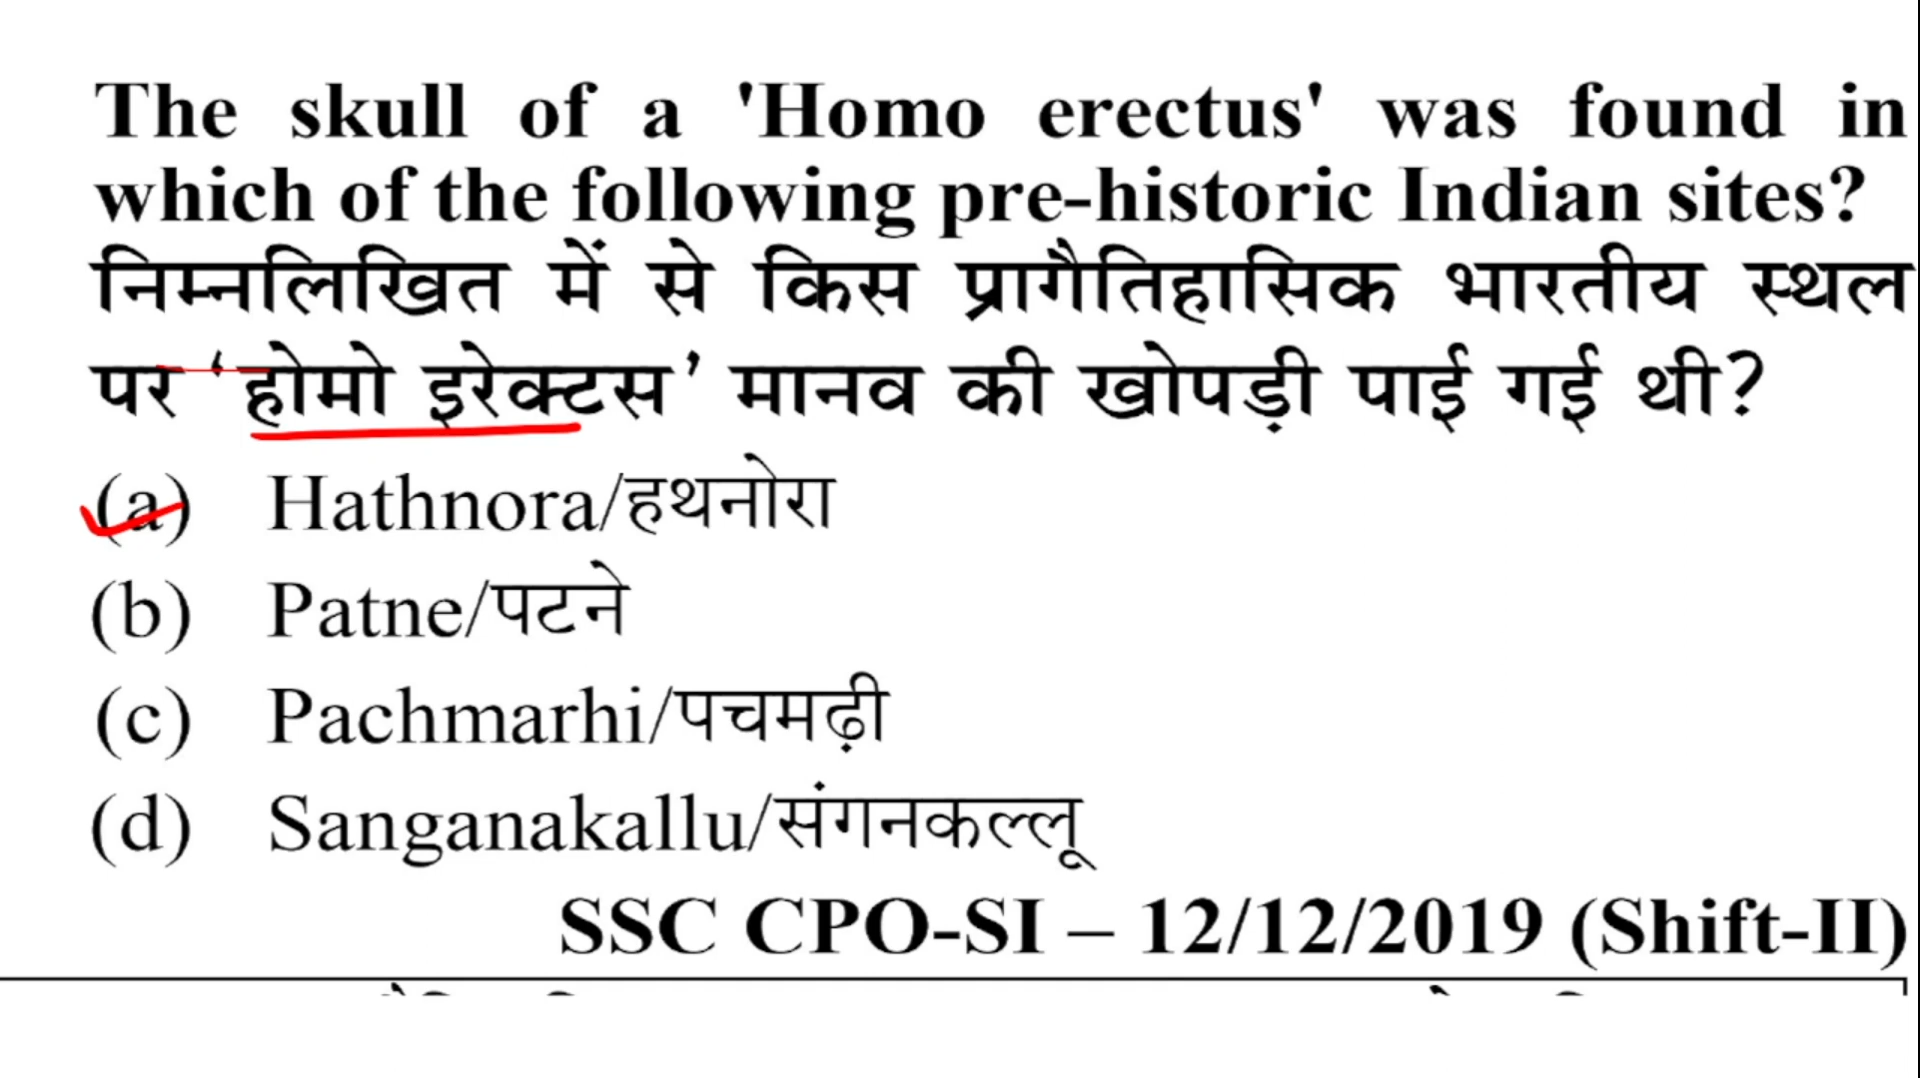 The skull of a 'Homo erectus' was found in
which of the following pre-historic Indian sites?
निम्नलिखित में से किस प्रागैतिहासिक भारतीय स्थल
पर ‘होमो इरेक्टस’ मानव की खोपड़ी पाई गई थी?
(a) Hathnora/हथनोरा
(b) Patne/पटने
(c) Pachmarhi/पचमढ़ी
(d) Sanganakallu/संगनकल्लू
SSC CPO-SI – 12/12/2019 (Shift-II)